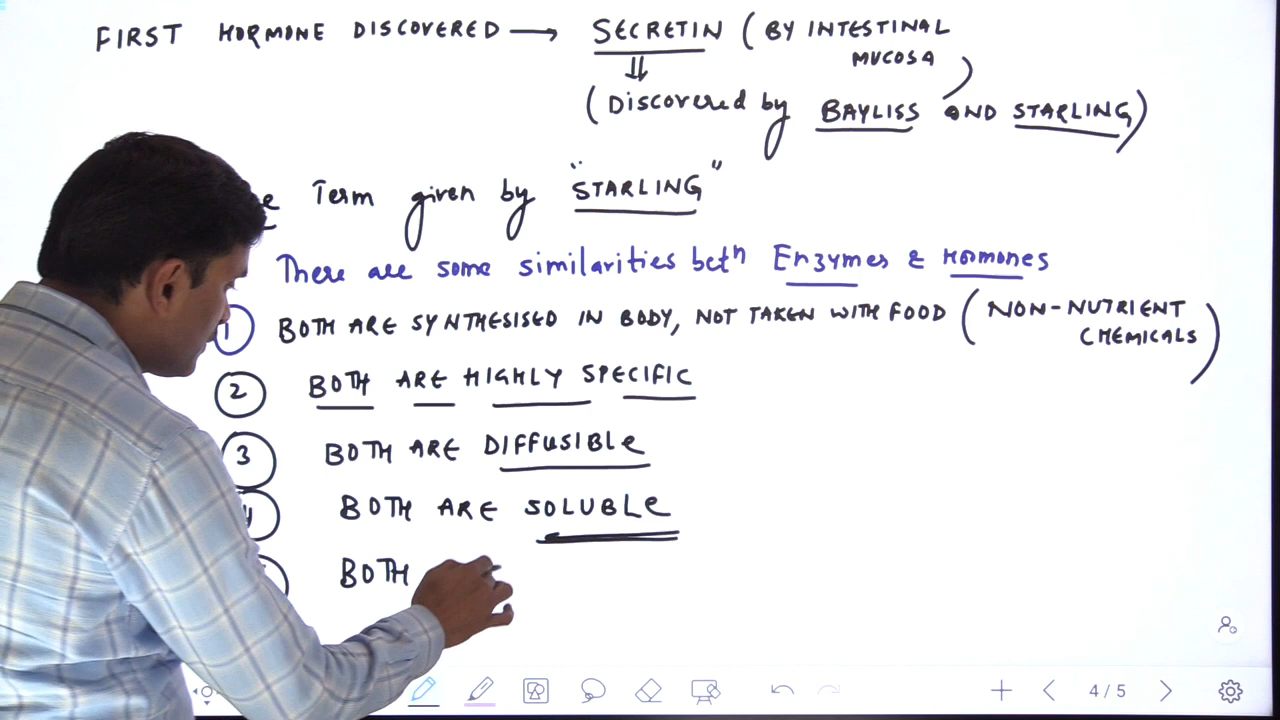 FIRST HORMONE DISCOVERED → SECRETIN (BY INTESTINAL
MUCOSA)
(Discovered by BAYLISS AND STARLING)
Term given by "STARLING"
There are some similarities betn Enzymes & Hormones
1 BOTH ARE SYNTHESISED IN BODY, NOT TAKEN WITH FOOD (NON-NUTRIENT
CHEMICALS)
2 BOTH ARE HIGHLY SPECIFIC
3 BOTH ARE DIFFUSIBLE
4 BOTH ARE SOLUBLE
BOTH
4/5